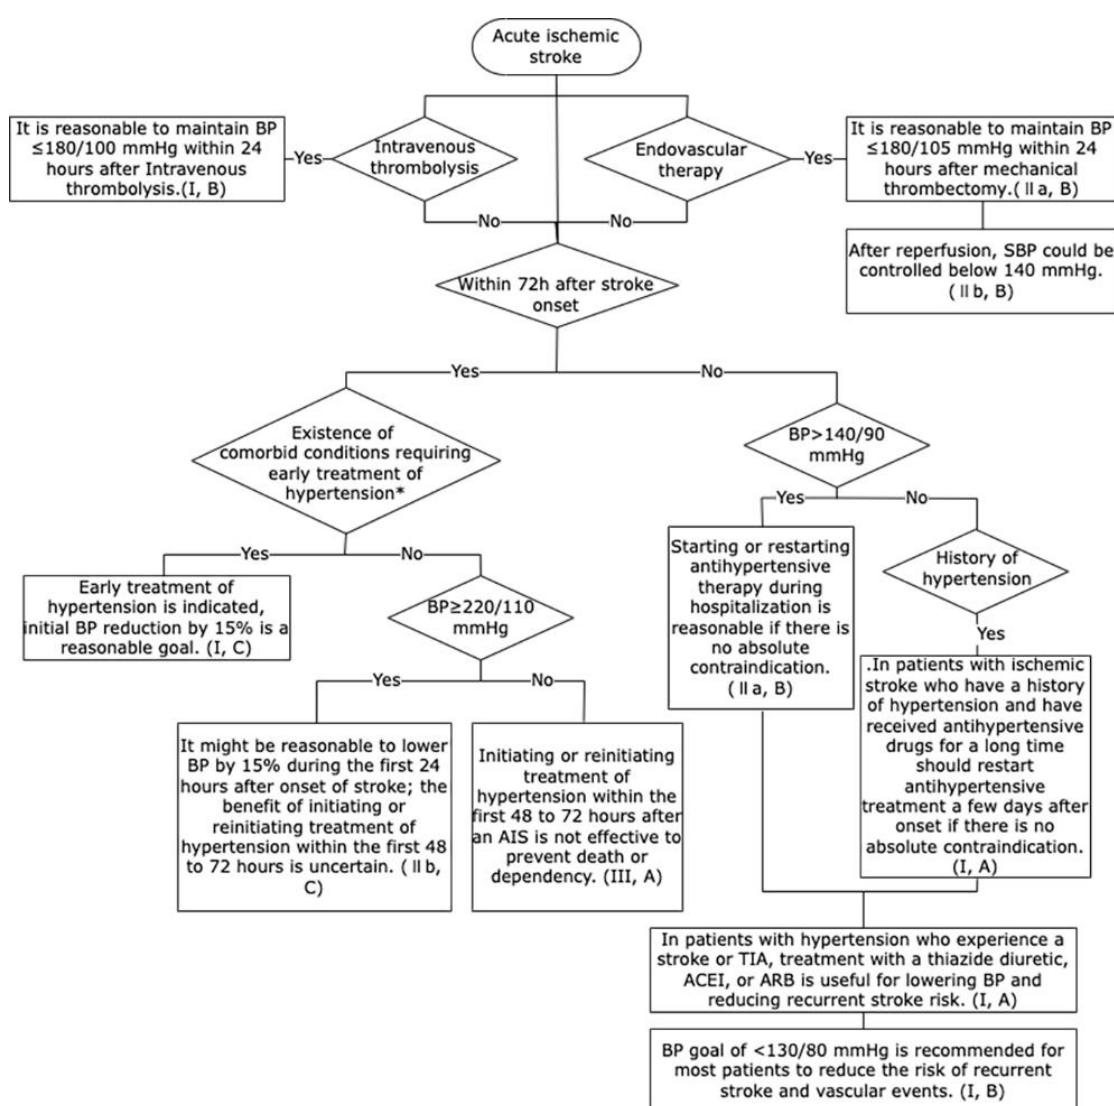 Acute ischemic
stroke
It is reasonable to maintain BP
≤180/100 mmHg within 24
hours after Intravenous
thrombolysis.(I, B)
Yes
Intravenous
thrombolysis
Endovascular
therapy
Yes
It is reasonable to maintain BP
≤180/105 mmHg within 24
hours after mechanical
thrombectomy.(Ⅱa, B)
No
No
After reperfusion, SBP could be
controlled below 140 mmHg.
(Ⅱb, B)
Within 72h after stroke
onset
Yes
No
Existence of
comorbid conditions requiring
early treatment of
hypertension*
BP>140/90
mmHg
Yes
No
Yes
No
Early treatment of
hypertension is indicated,
initial BP reduction by 15% is a
reasonable goal. (I, C)
BP≥220/110
mmHg
Starting or restarting
antihypertensive
therapy during
hospitalization is
reasonable if there is
no absolute
contraindication.
(Ⅱa, B)
History of
hypertension
Yes
Yes
No
.In patients with ischemic
stroke who have a history
of hypertension and have
received antihypertensive
drugs for a long time
should restart
antihypertensive
treatment a few days after
onset if there is no
absolute contraindication.
(I, A)
It might be reasonable to lower
BP by 15% during the first 24
hours after onset of stroke; the
benefit of initiating or
reinitiating treatment of
hypertension within the first 48
to 72 hours is uncertain. (Ⅱb,
C)
Initiating or reinitiating
treatment of
hypertension within the
first 48 to 72 hours after
an AIS is not effective to
prevent death or
dependency. (III, A)
In patients with hypertension who experience a
stroke or TIA, treatment with a thiazide diuretic,
ACEI, or ARB is useful for lowering BP and
reducing recurrent stroke risk. (I, A)
BP goal of <130/80 mmHg is recommended for
most patients to reduce the risk of recurrent
stroke and vascular events. (I, B)